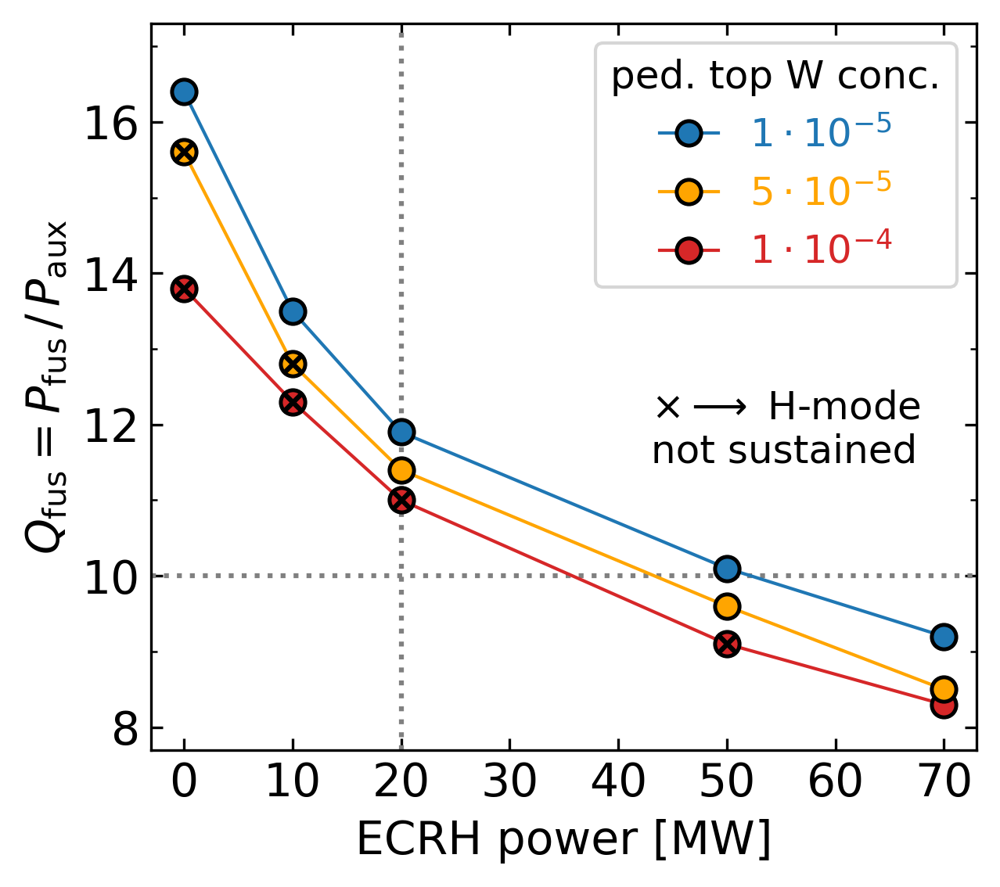 ped. top W conc.
1 · 10⁻⁵
5 · 10⁻⁵
1 · 10⁻⁴
× ⟶ H-mode
not sustained
Q_fus = P_fus / P_aux
16
14
12
10
8
0 10 20 30 40 50 60 70
ECRH power [MW]